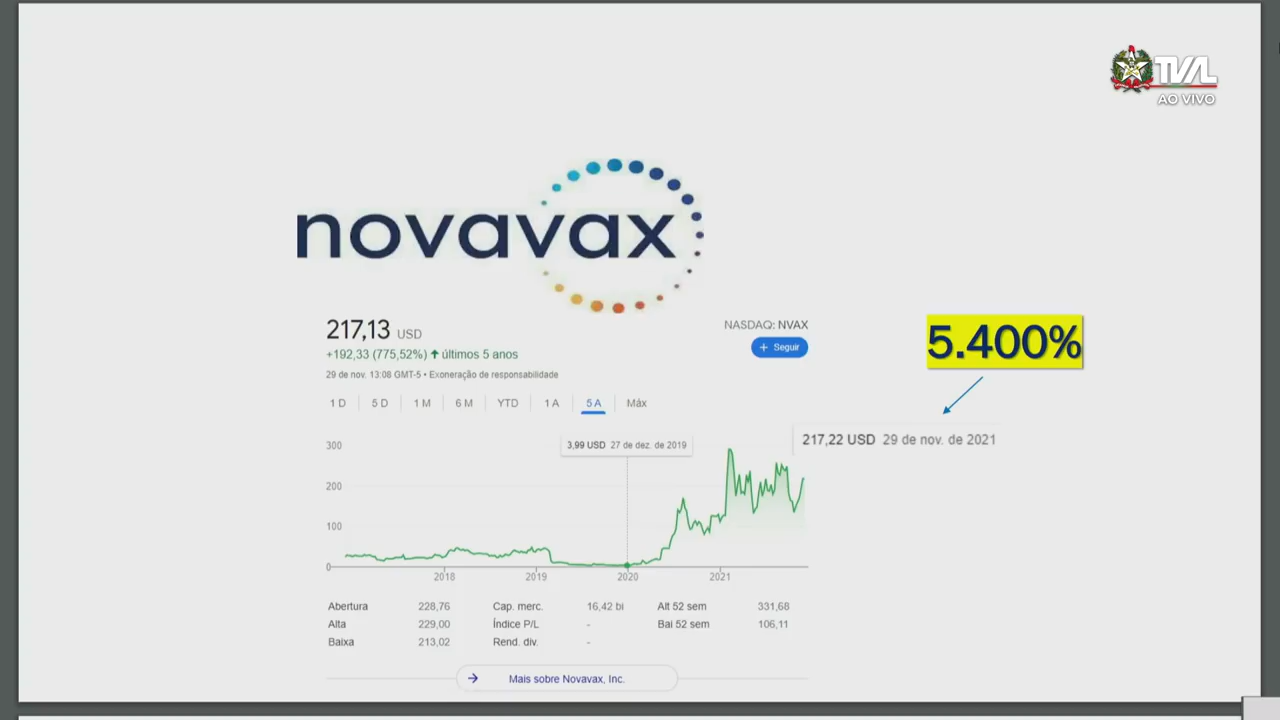 TVAL
AO VIVO
novavax
217,13 USD
NASDAQ: NVAX
+192,33 (775,52%) ↑ últimos 5 anos
+ Seguir
29 de nov. 13:08 GMT-5 • Exoneração de responsabilidade
5.400%
1 D 5 D 1 M 6 M YTD 1 A 5 A Máx
217,22 USD 29 de nov. de 2021
3,99 USD 27 de dez. de 2019
300
200
100
0
2018 2019 2020 2021
Abertura 228,76 Cap. merc. 16,42 bi Alt 52 sem 331,68
Alta 229,00 Índice P/L - Bai 52 sem 106,11
Baixa 213,02 Rend. div. -
→ Mais sobre Novavax, Inc.